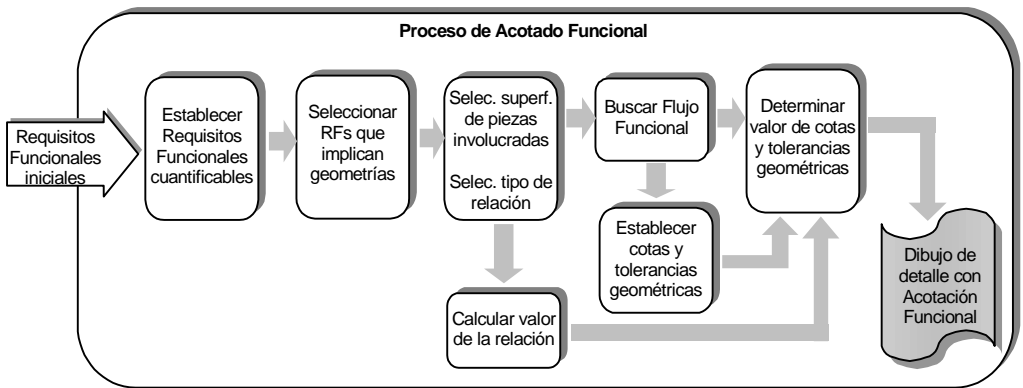 Proceso de Acotado Funcional
Requisitos
Funcionales
iniciales
Establecer
Requisitos
Funcionales
cuantificables
Seleccionar
RFs que
implican
geometrías
Selec. superf.
de piezas
involucradas
Selec. tipo de
relación
Buscar Flujo
Funcional
Determinar
valor de cotas
y tolerancias
geométricas
Establecer
cotas y
tolerancias
geométricas
Calcular valor
de la relación
Dibujo de
detalle con
Acotación
Funcional